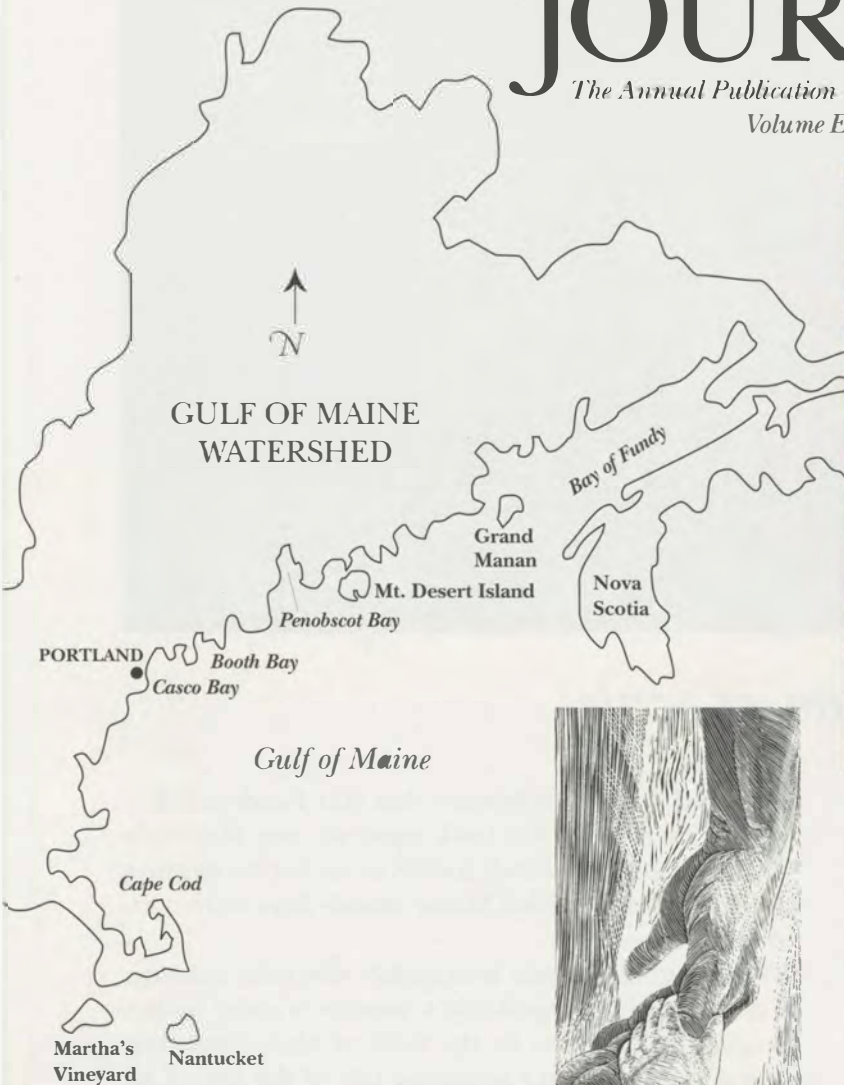 JOUR
The Annual Publication
Volume E
N
GULF OF MAINE
WATERSHED
Bay of Fundy
Grand
Manan
Mt. Desert Island
Nova
Scotia
Penobscot Bay
PORTLAND
Booth Bay
Casco Bay
Gulf of Maine
Cape Cod
Martha's
Vineyard
Nantucket